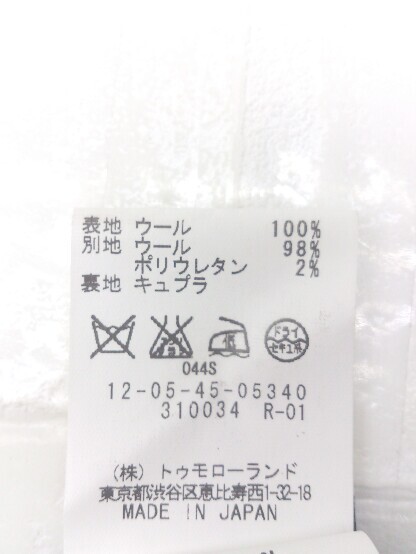 表地 ウール 100%
別地 ウール 98%
ポリウレタン 2%
裏地 キュプラ
低 ドライ
セキユ系
044S
12-05-45-05340
310034 R-01
(株) トゥモローランド
東京都渋谷区恵比寿西1-32-18
MADE IN JAPAN